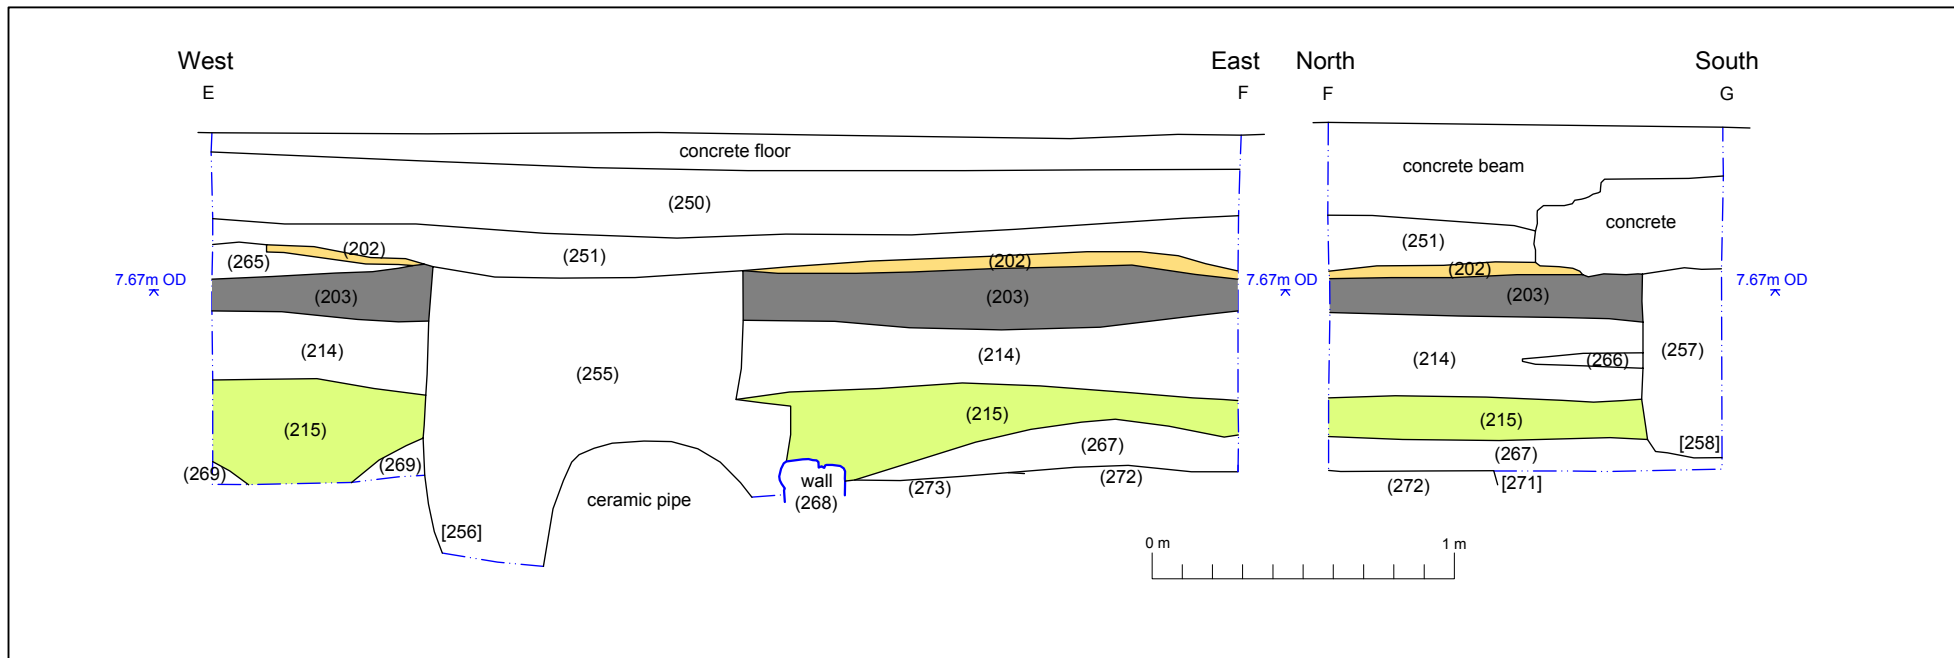 West
East
North
South
E
F
F
G
concrete floor
concrete beam
(250)
concrete
(202)
(251)
(251)
(265)
(202)
(202)
7.67m OD
7.67m OD
7.67m OD
(203)
(203)
(203)
(214)
(214)
(214)
(266)
(257)
(255)
(215)
(215)
(215)
(267)
(267)
[258]
(269)
(269)
wall
(268)
(273)
(272)
(272)
[271]
ceramic pipe
[256]
0 m
1 m